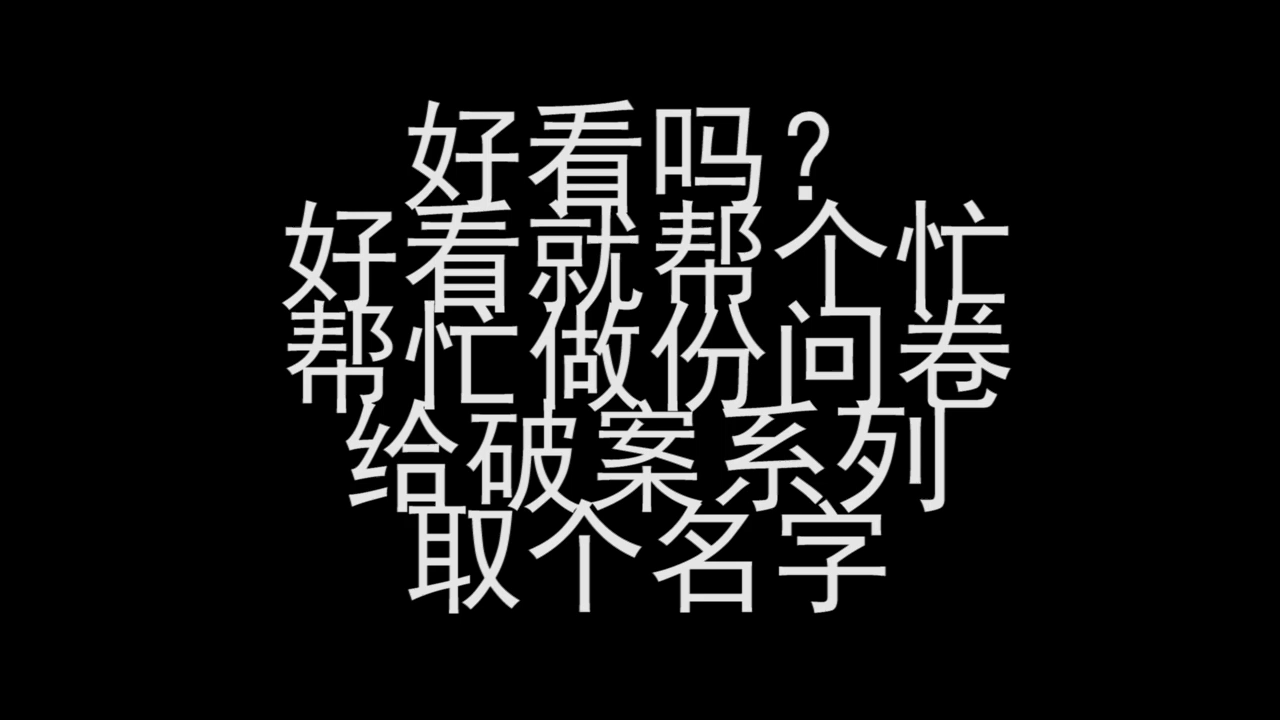 好看吗？
好看就帮个忙
帮忙做份问卷
给破案系列
取个名字